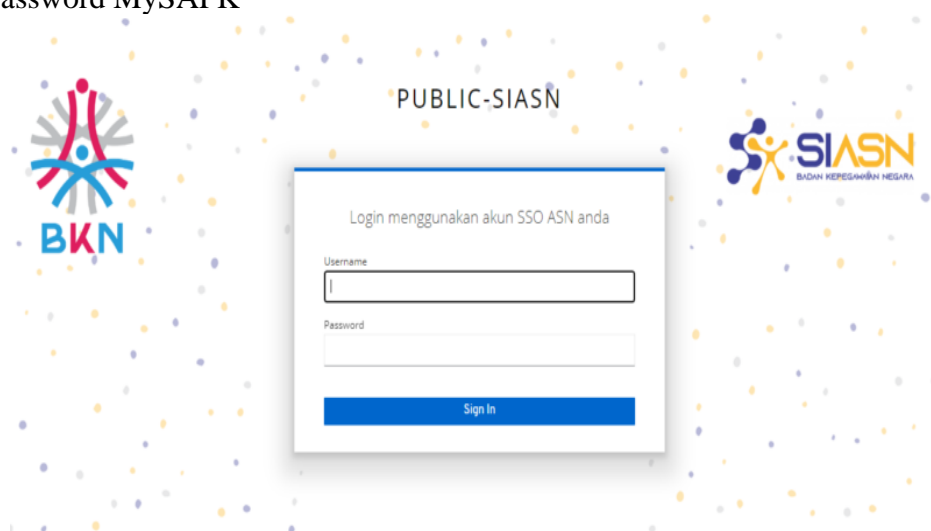 assword MySAPK
PUBLIC-SIASN
SIASN
BADAN KEPEGAWAIAN NEGARA
BKN
Login menggunakan akun SSO ASN anda
Username
Password
Sign In